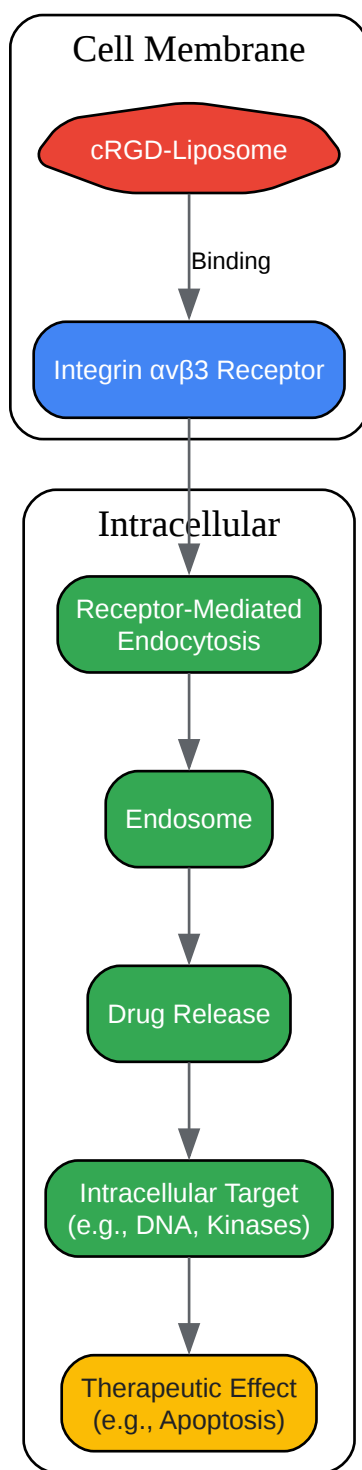 Cell Membrane
cRGD-Liposome
Binding
Integrin αvβ3 Receptor
Intracellular
Receptor-Mediated
Endocytosis
Endosome
Drug Release
Intracellular Target
(e.g., DNA, Kinases)
Therapeutic Effect
(e.g., Apoptosis)